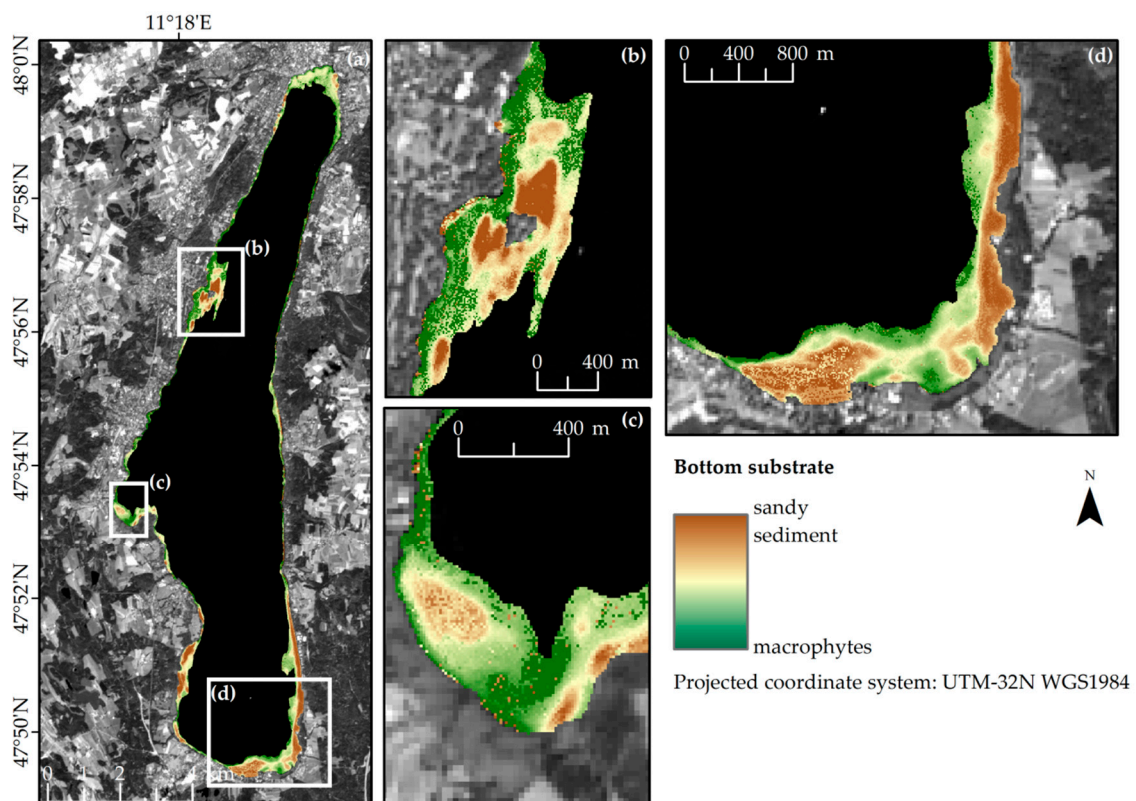 11°18'E
(a)
48°0'N
47°58'N
47°56'N
47°54'N
47°52'N
47°50'N
(b)
(c)
(d)
0 1 2 4 km
(b)
0 400 m
(c)
0 400 m
0 400 800 m
(d)
Bottom substrate
sandy
sediment
macrophytes
N
Projected coordinate system: UTM-32N WGS1984